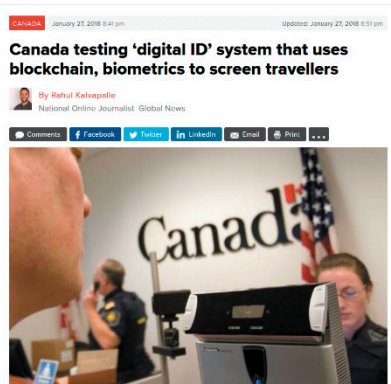 CANADA January 27, 2018 8:41 pm Updated: January 27, 2018 8:51 pm
Canada testing ‘digital ID’ system that uses
blockchain, biometrics to screen travellers
By Rahul Kalvapalle
National Online Journalist Global News
Comments Facebook Twitter LinkedIn Email Print
Canada